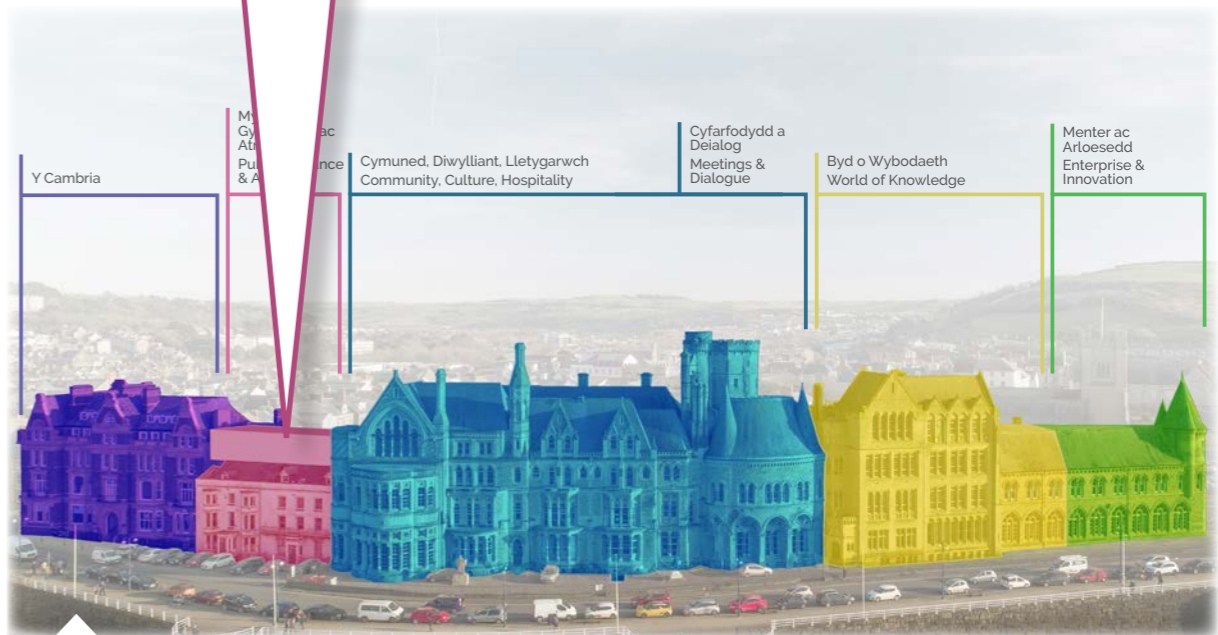 Y Cambria
ac
& A
Cymuned, Diwylliant, Lletygarwch
Community, Culture, Hospitality
Cyfarfodydd a
Deialog
Meetings &
Dialogue
Byd o Wybodaeth
World of Knowledge
Menter ac
Arloesedd
Enterprise &
Innovation